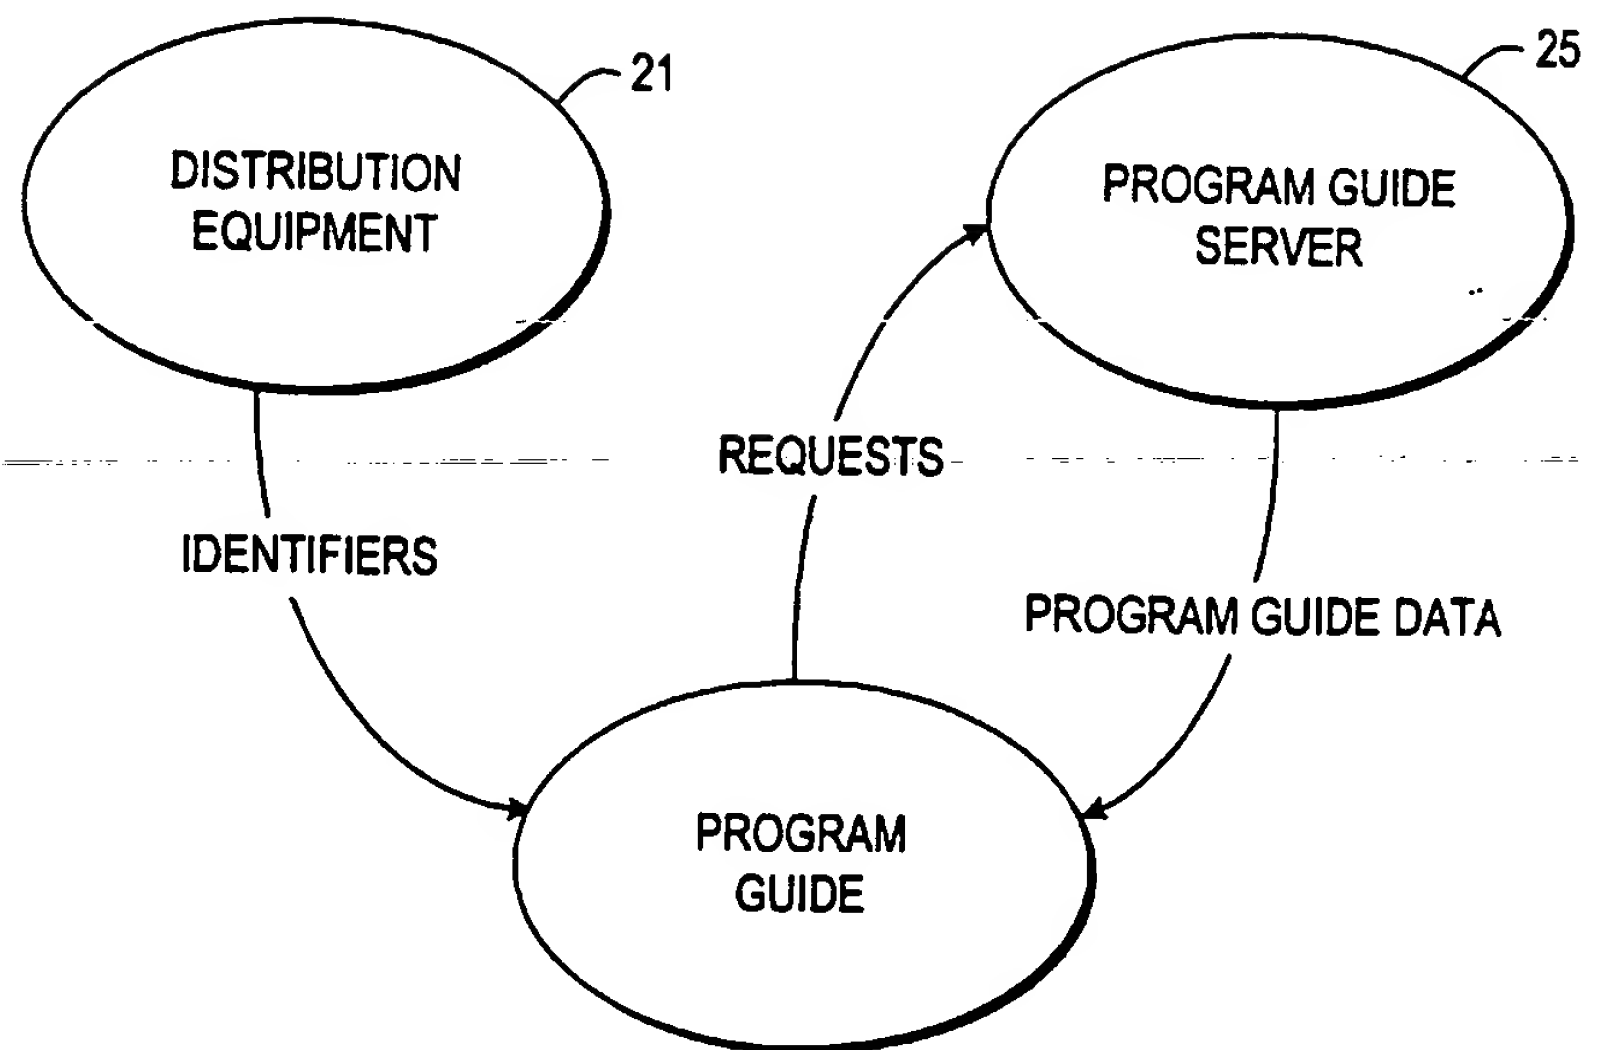 21
25
DISTRIBUTION
EQUIPMENT
PROGRAM GUIDE
SERVER
REQUESTS
IDENTIFIERS
PROGRAM GUIDE DATA
PROGRAM
GUIDE